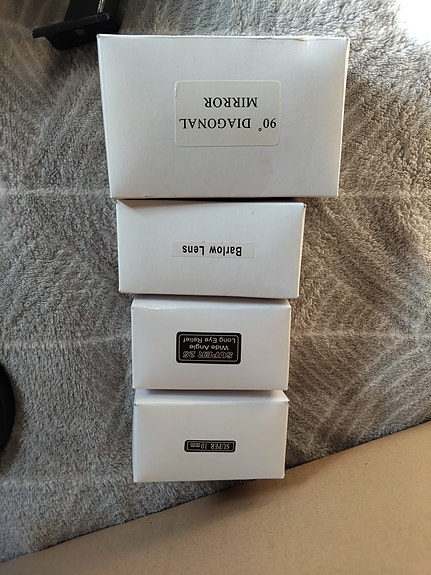 90° DIAGONAL
MIRROR
Barlow Lens
SUPER 25
Wide Angle
Long Eye Relief
SUPER 10mm